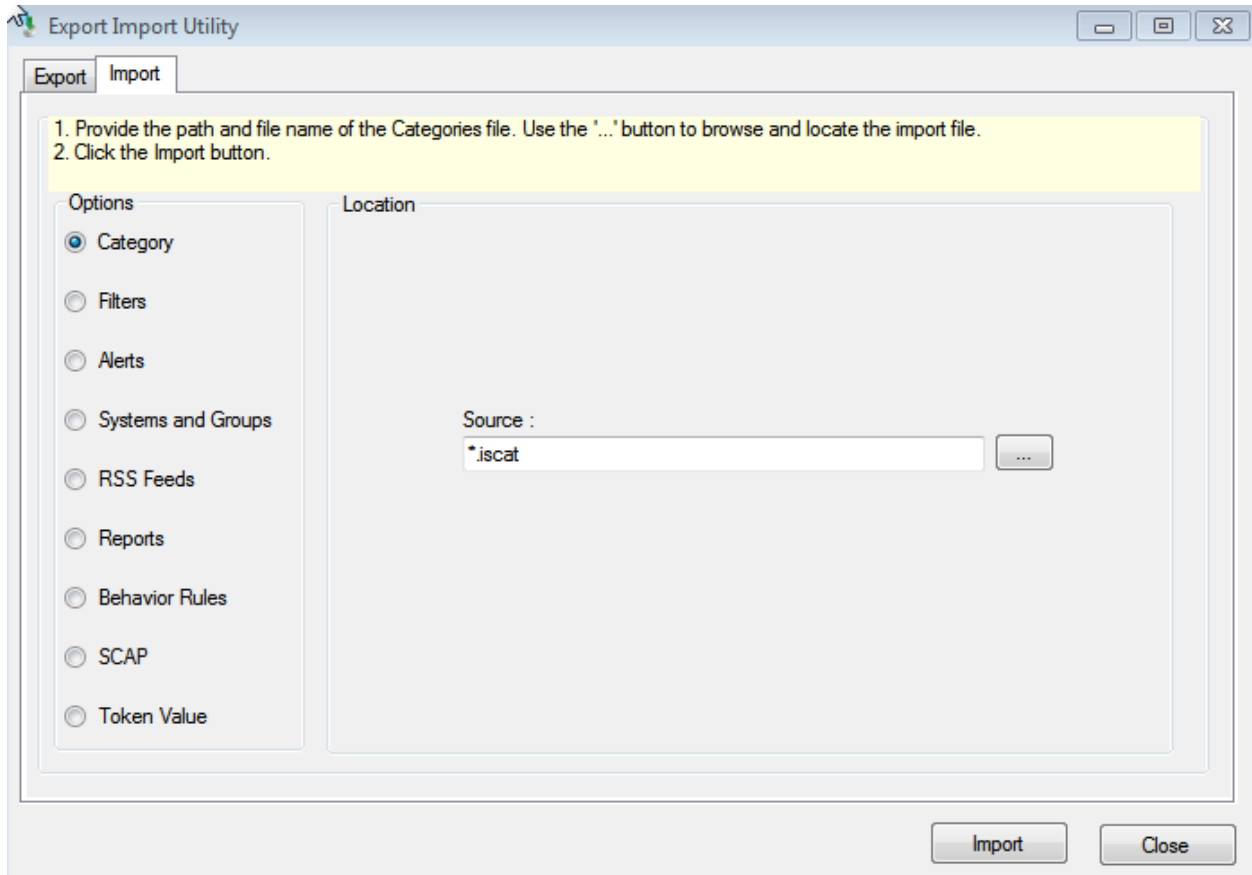 Export Import Utility
Export
Import
1. Provide the path and file name of the Categories file. Use the '...' button to browse and locate the import file.
2. Click the Import button.
Options
Location
Category
Filters
Alerts
Systems and Groups
RSS Feeds
Reports
Behavior Rules
SCAP
Token Value
Source :
*.iscat
...
Import
Close